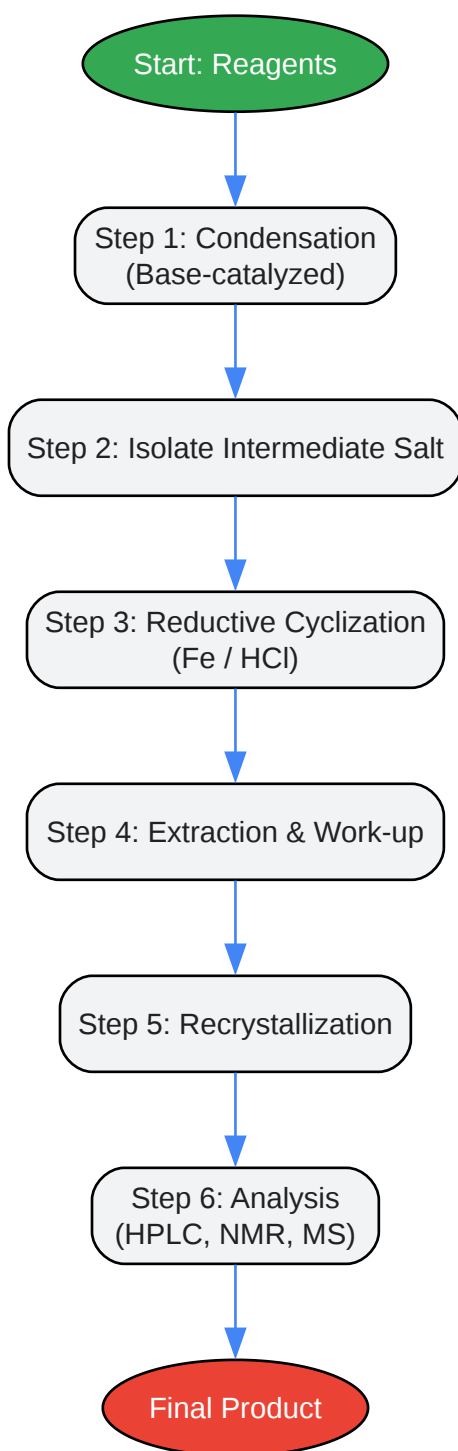 Start: Reagents
Step 1: Condensation
(Base-catalyzed)
Step 2: Isolate Intermediate Salt
Step 3: Reductive Cyclization
(Fe / HCl)
Step 4: Extraction & Work-up
Step 5: Recrystallization
Step 6: Analysis
(HPLC, NMR, MS)
Final Product